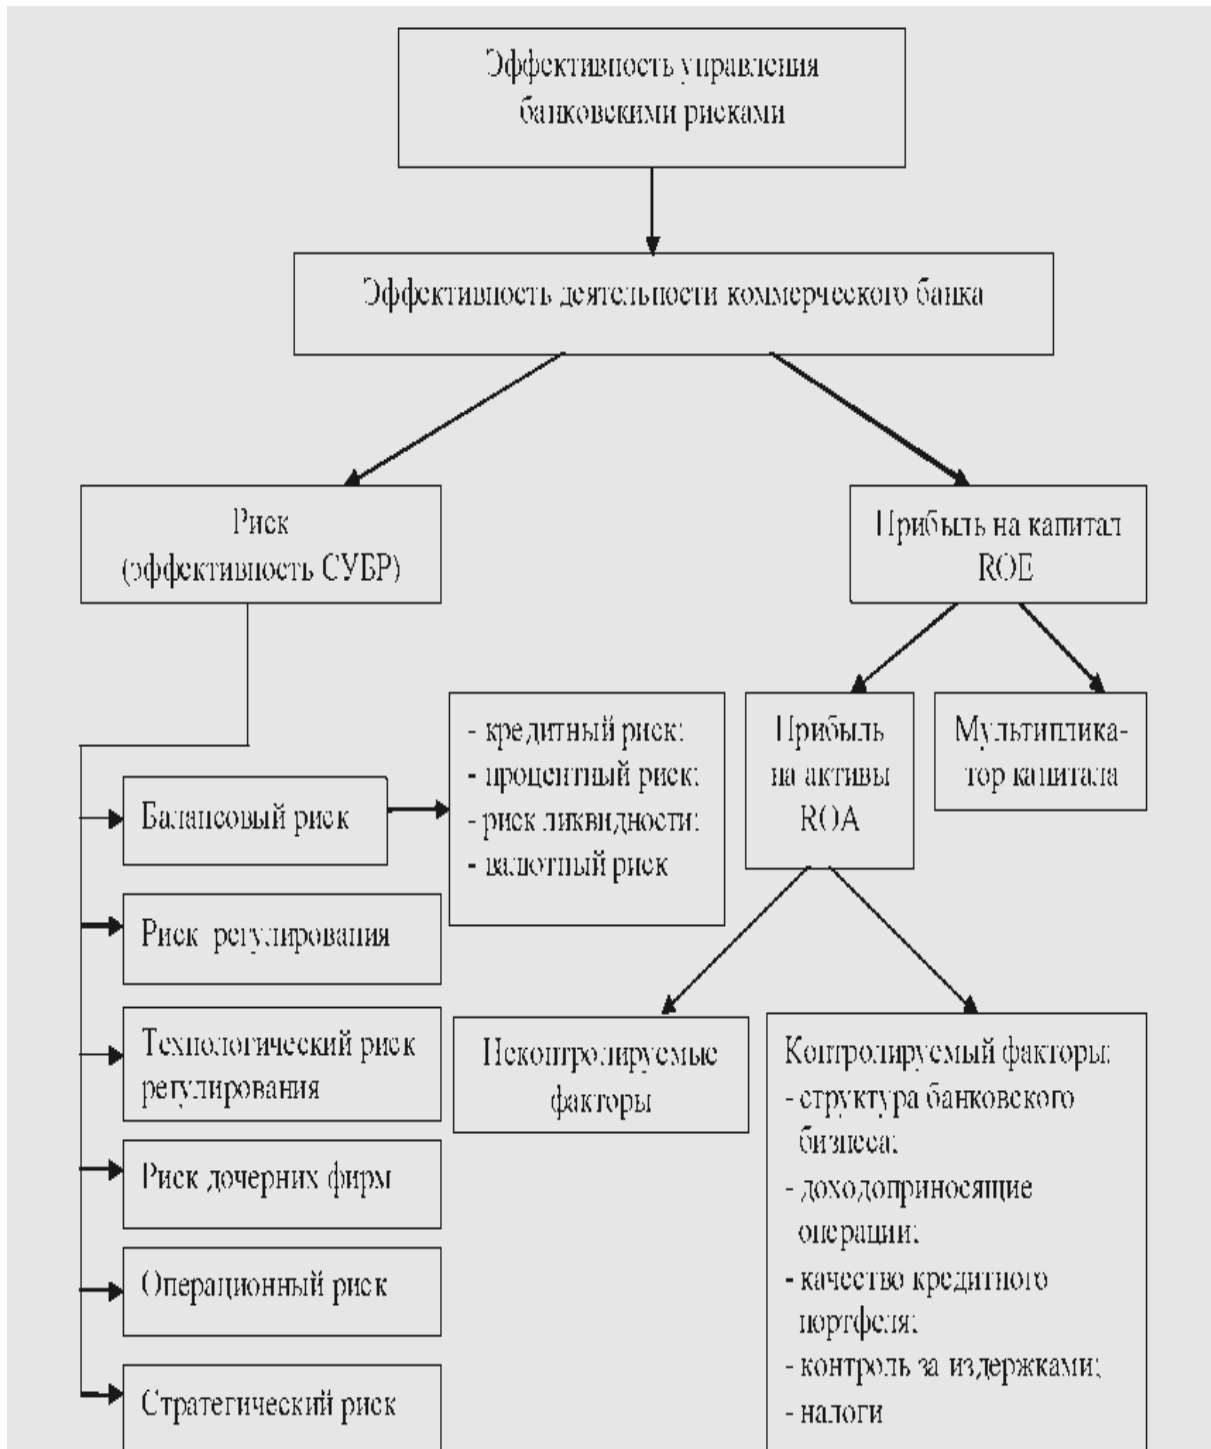 Эффективность управления
банковскими рисками
Эффективность деятельности коммерческого банка
Риск
(эффективность СУБР)
Прибыль на капитал
ROE
- кредитный риск;
- процентный риск;
- риск ликвидности;
- валютный риск
Прибыль
на активы
ROA
Мультиплика-
тор капитала
Балансовый риск
Риск регулирования
Технологический риск
регулирования
Риск дочерних фирм
Операционный риск
Стратегический риск
Неконтролируемые
факторы
Контролируемый факторы:
- структура банковского
бизнеса;
- доходоприносящие
операции;
- качество кредитного
портфеля;
- контроль за издержками;
- налоги